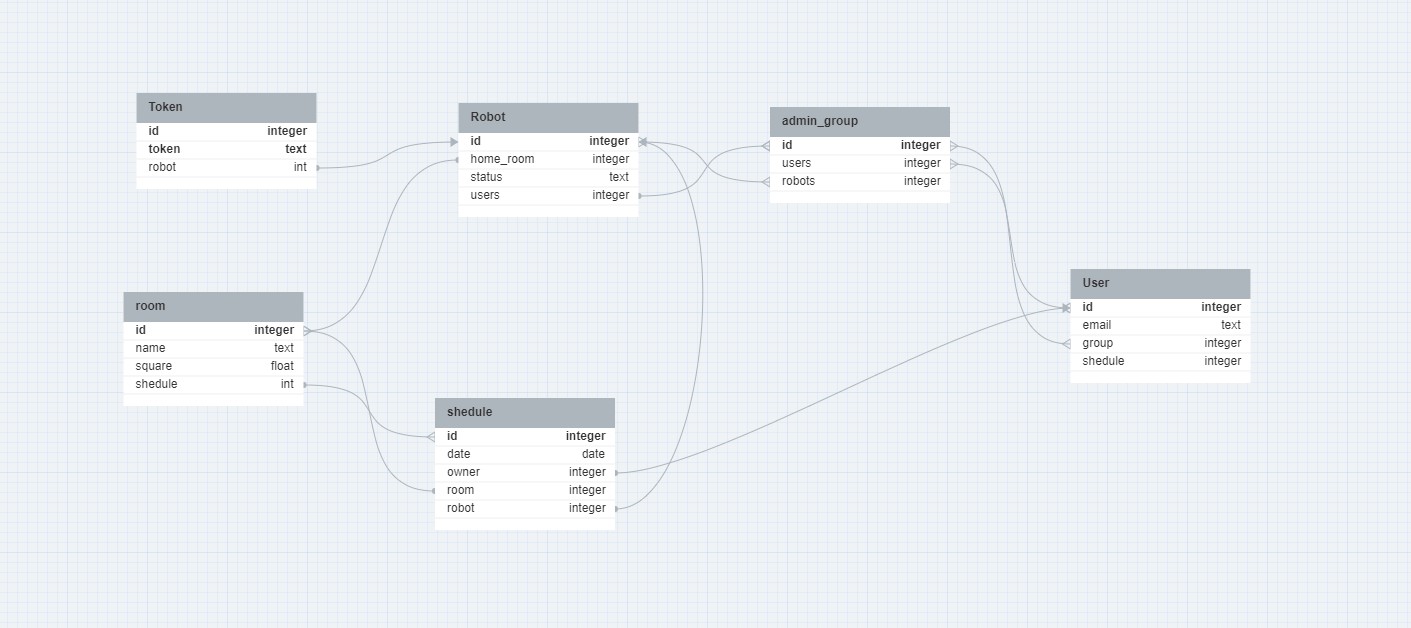 Token
id integer
token text
robot int
Robot
id integer
home_room integer
status text
users integer
admin_group
id integer
users integer
robots integer
room
id integer
name text
square float
shedule int
shedule
id integer
date date
owner integer
room integer
robot integer
User
id integer
email text
group integer
shedule integer